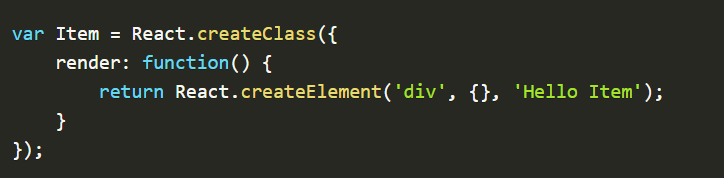 var Item = React.createClass({
    render: function() {
        return React.createElement('div', {}, 'Hello Item');
    }
});